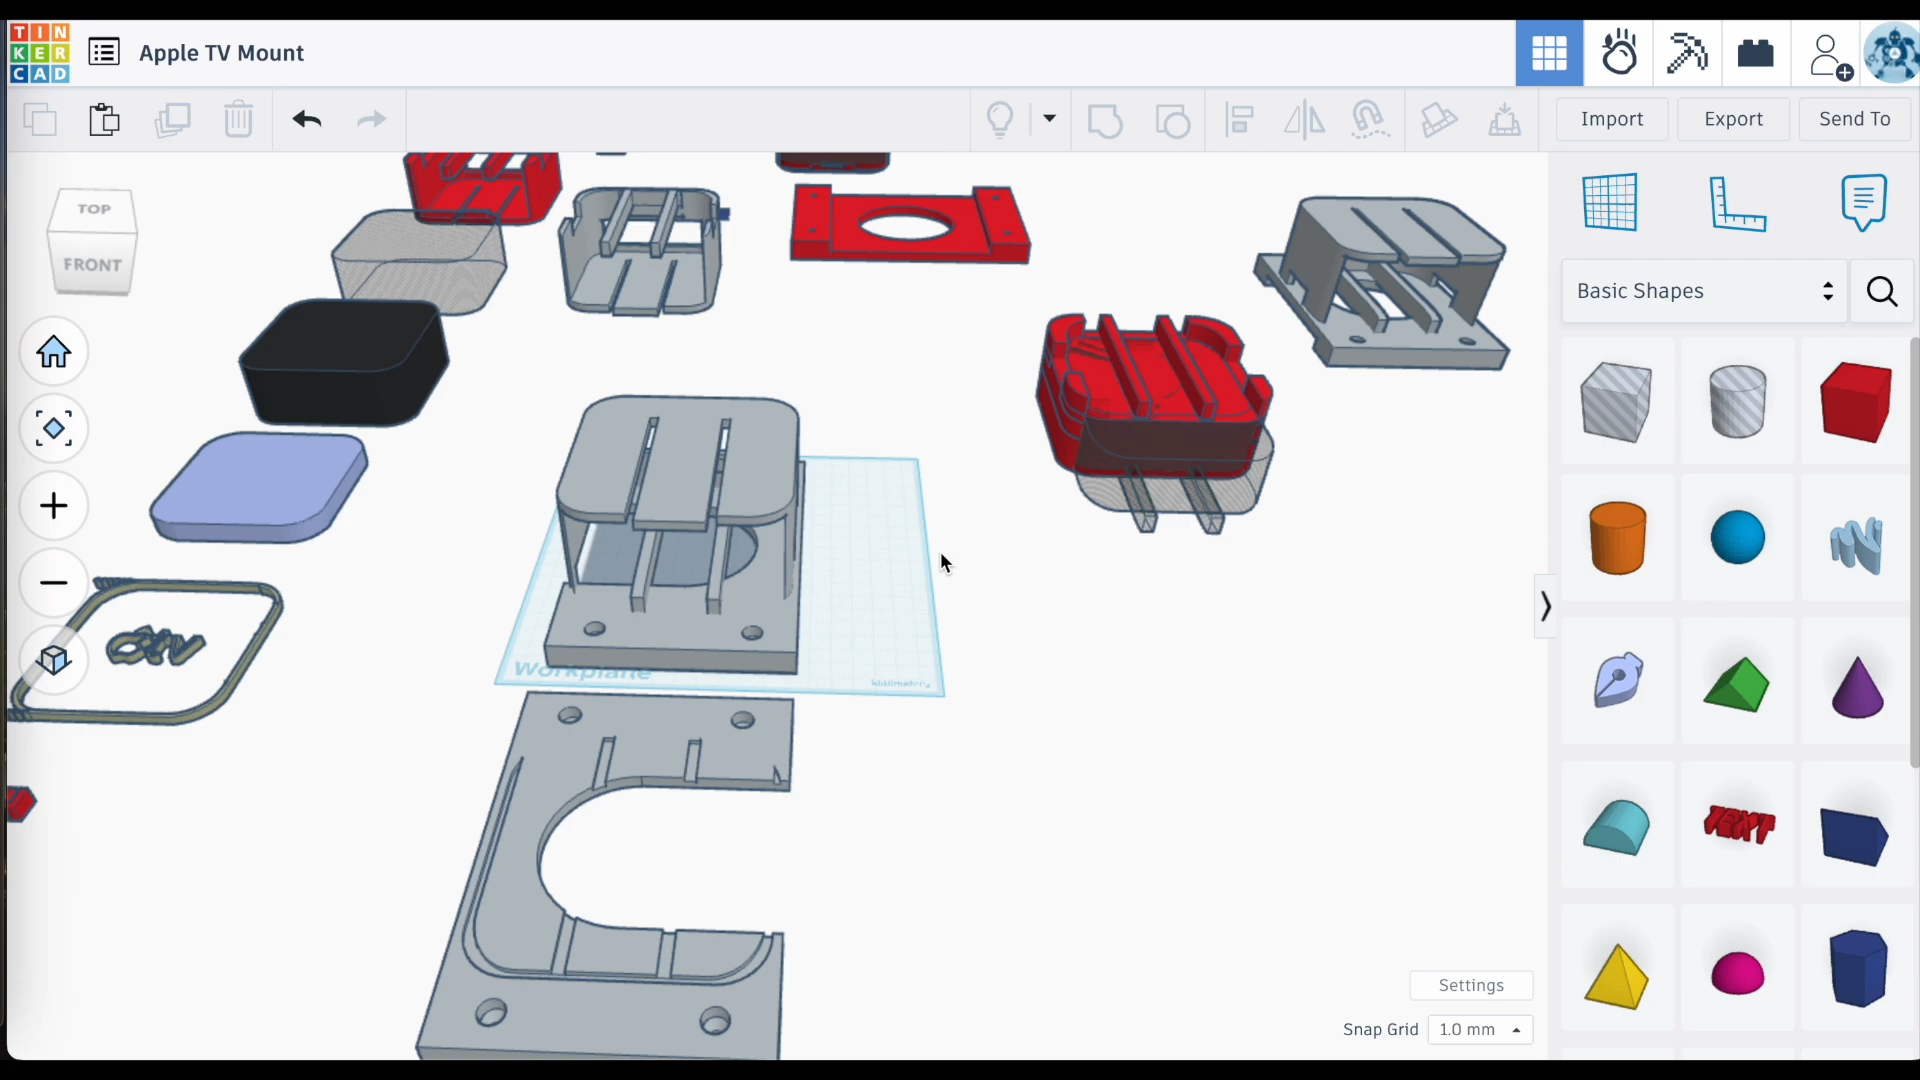 TIN
KER
CAD
Apple TV Mount
Import
Export
Send To
TOP
FRONT
Basic Shapes
Workplane
TEXT
Settings
Snap Grid
1.0 mm